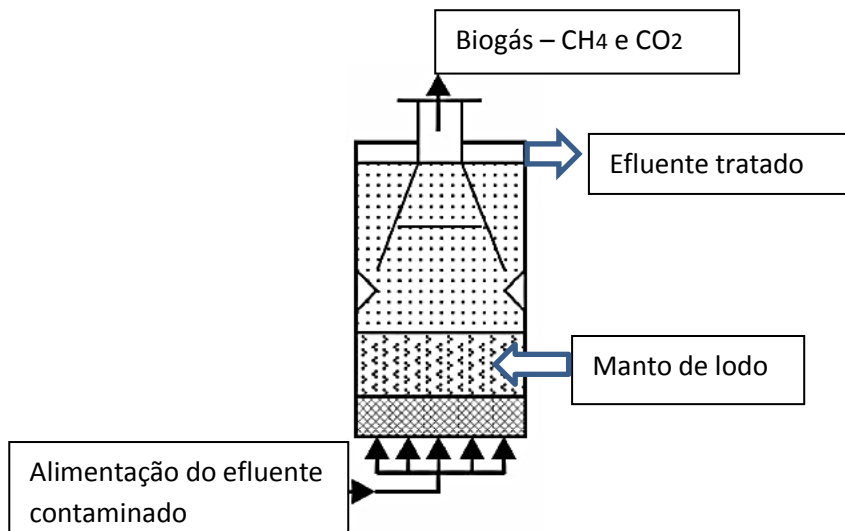 Biogás – CH4 e CO2
Efluente tratado
Manto de lodo
Alimentação do efluente
contaminado